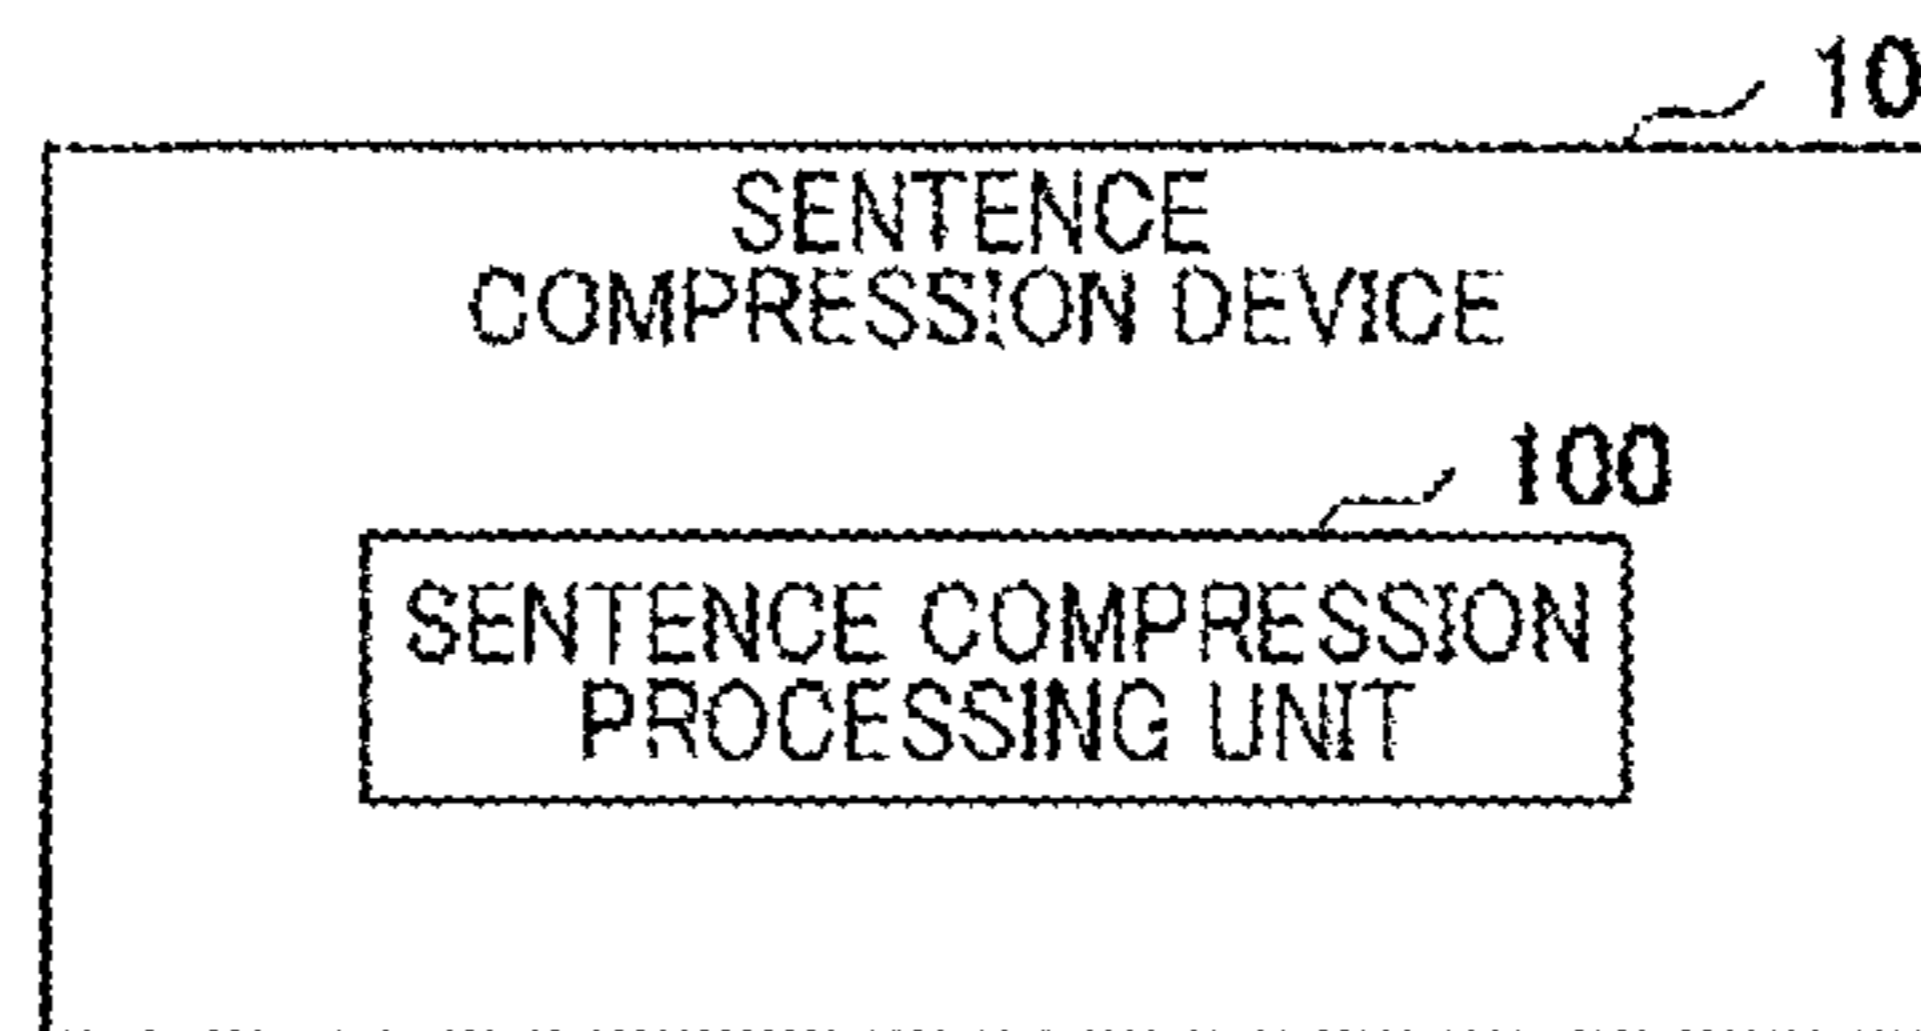 10
SENTENCE
COMPRESSION DEVICE
100
SENTENCE COMPRESSION
PROCESSING UNIT